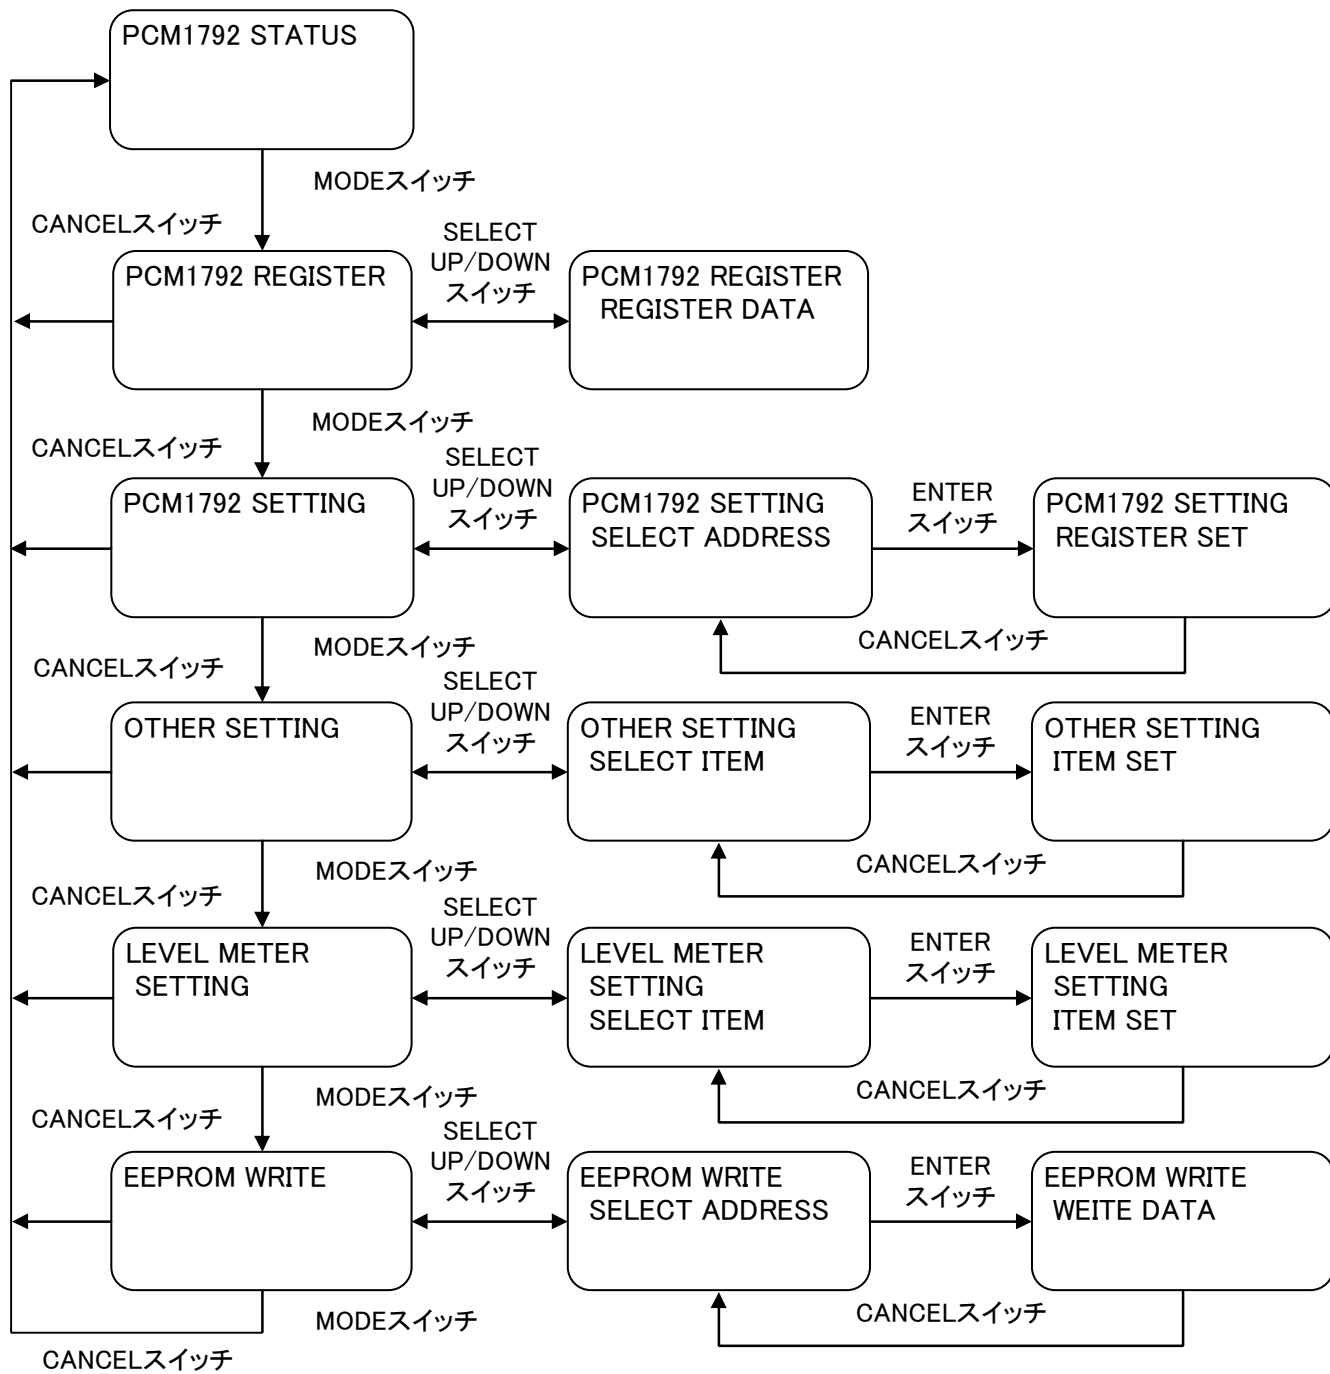 PCM1792 STATUS
MODEスイッチ
CANCELスイッチ
SELECT
UP/DOWN
スイッチ
PCM1792 REGISTER
PCM1792 REGISTER
REGISTER DATA
MODEスイッチ
CANCELスイッチ
SELECT
UP/DOWN
スイッチ
PCM1792 SETTING
PCM1792 SETTING
SELECT ADDRESS
ENTER
スイッチ
PCM1792 SETTING
REGISTER SET
CANCELスイッチ
MODEスイッチ
CANCELスイッチ
SELECT
UP/DOWN
スイッチ
OTHER SETTING
OTHER SETTING
SELECT ITEM
ENTER
スイッチ
OTHER SETTING
ITEM SET
CANCELスイッチ
MODEスイッチ
CANCELスイッチ
SELECT
UP/DOWN
スイッチ
LEVEL METER
SETTING
LEVEL METER
SETTING
SELECT ITEM
ENTER
スイッチ
LEVEL METER
SETTING
ITEM SET
CANCELスイッチ
MODEスイッチ
CANCELスイッチ
SELECT
UP/DOWN
スイッチ
EEPROM WRITE
EEPROM WRITE
SELECT ADDRESS
ENTER
スイッチ
EEPROM WRITE
WEITE DATA
CANCELスイッチ
MODEスイッチ
CANCELスイッチ